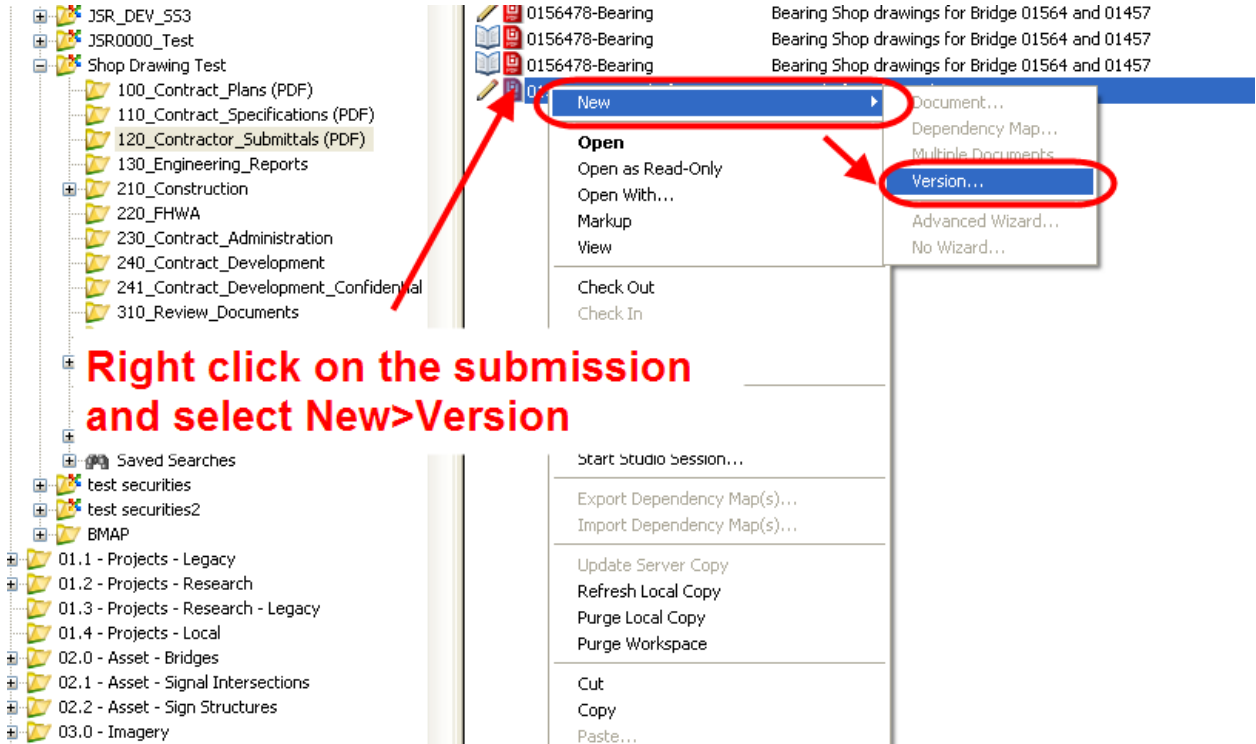 JSR_DEV_SS3
JSR0000_Test
Shop Drawing Test
100_Contract_Plans (PDF)
110_Contract_Specifications (PDF)
120_Contractor_Submittals (PDF)
130_Engineering_Reports
210_Construction
220_FHWA
230_Contract_Administration
240_Contract_Development
241_Contract_Development_Confidential
310_Review_Documents
Saved Searches
test securities
test securities2
BMAP
01.1 - Projects - Legacy
01.2 - Projects - Research
01.3 - Projects - Research - Legacy
01.4 - Projects - Local
02.0 - Asset - Bridges
02.1 - Asset - Signal Intersections
02.2 - Asset - Sign Structures
03.0 - Imagery
0156478-Bearing Bearing Shop drawings for Bridge 01564 and 01457
0156478-Bearing Bearing Shop drawings for Bridge 01564 and 01457
0156478-Bearing Bearing Shop drawings for Bridge 01564 and 01457
New
Open
Open as Read-Only
Open With...
Markup
View
Check Out
Check In
Start Studio Session...
Export Dependency Map(s)...
Import Dependency Map(s)...
Update Server Copy
Refresh Local Copy
Purge Local Copy
Purge Workspace
Cut
Copy
Paste...
Document...
Dependency Map...
Multiple Documents...
Version...
Advanced Wizard...
No Wizard...
Right click on the submission
and select New>Version